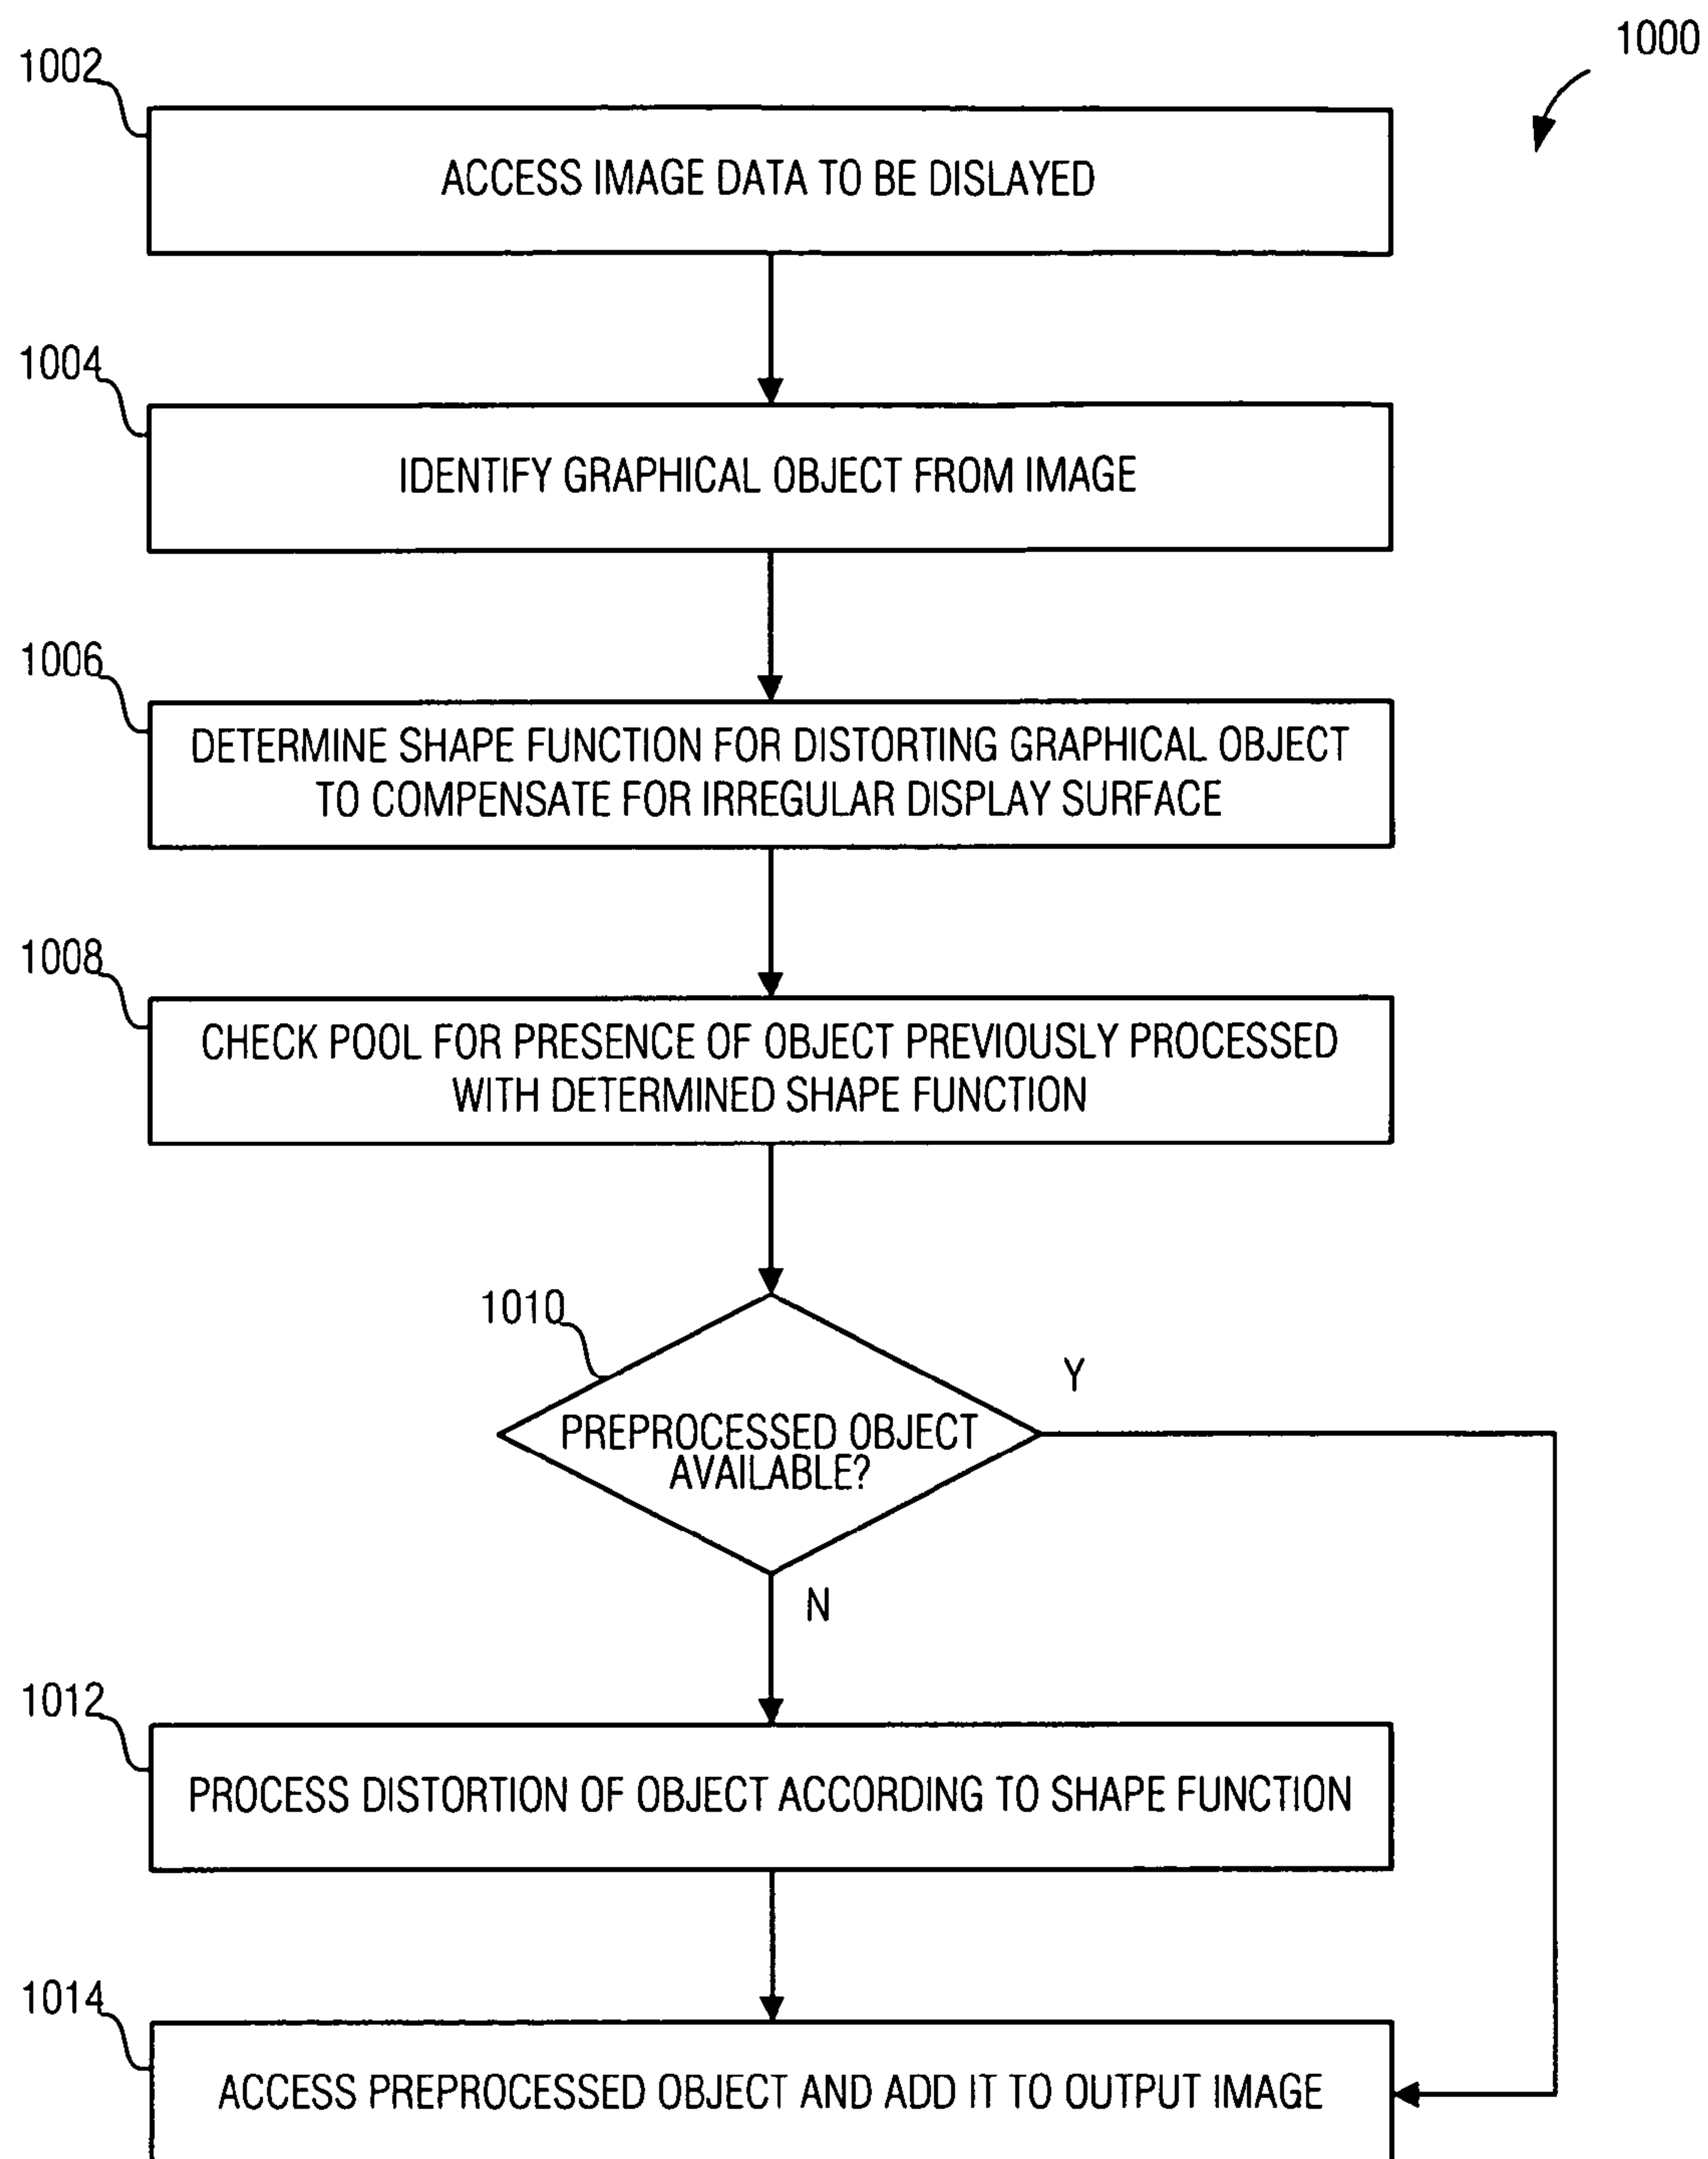 1000
1002
ACCESS IMAGE DATA TO BE DISLAYED
1004
IDENTIFY GRAPHICAL OBJECT FROM IMAGE
1006
DETERMINE SHAPE FUNCTION FOR DISTORTING GRAPHICAL OBJECT
TO COMPENSATE FOR IRREGULAR DISPLAY SURFACE
1008
CHECK POOL FOR PRESENCE OF OBJECT PREVIOUSLY PROCESSED
WITH DETERMINED SHAPE FUNCTION
1010
PREPROCESSED OBJECT
AVAILABLE?
Y
N
1012
PROCESS DISTORTION OF OBJECT ACCORDING TO SHAPE FUNCTION
1014
ACCESS PREPROCESSED OBJECT AND ADD IT TO OUTPUT IMAGE